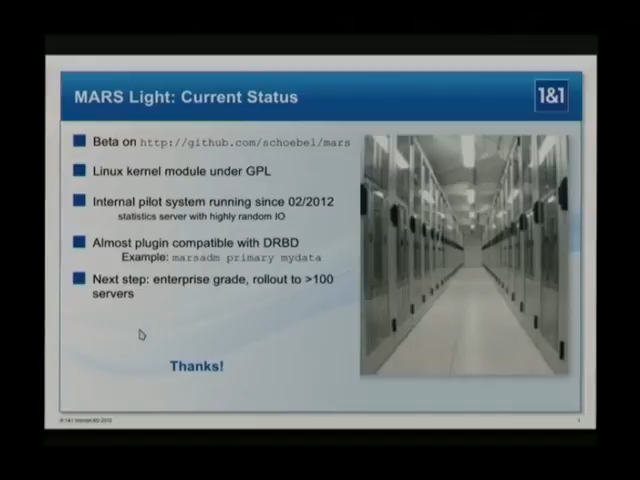 MARS Light: Current Status
1&1
Beta on http://github.com/schoebel/mars
Linux kernel module under GPL
Internal pilot system running since 02/2012
statistics server with highly random IO
Almost plugin compatible with DRBD
Example: marsadm primary mydata
Next step: enterprise grade, rollout to >100
servers
Thanks!